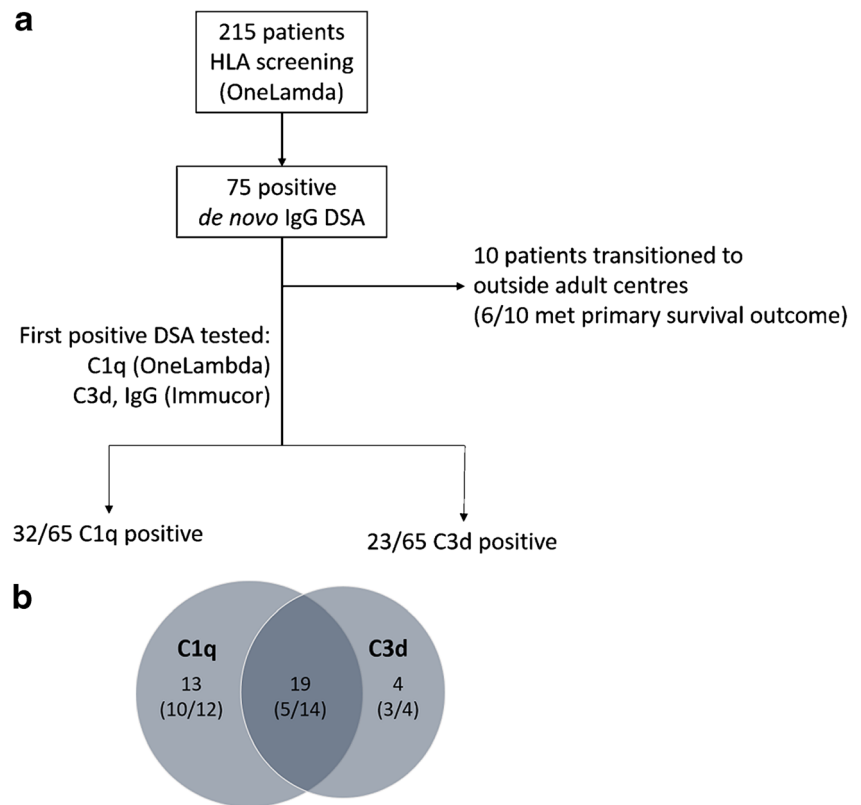 a
215 patients
HLA screening
(OneLamda)
75 positive
de novo IgG DSA
10 patients transitioned to
outside adult centres
(6/10 met primary survival outcome)
First positive DSA tested:
C1q (OneLambda)
C3d, IgG (Immucor)
32/65 C1q positive
23/65 C3d positive
b
C1q
13
(10/12)
19
(5/14)
C3d
4
(3/4)